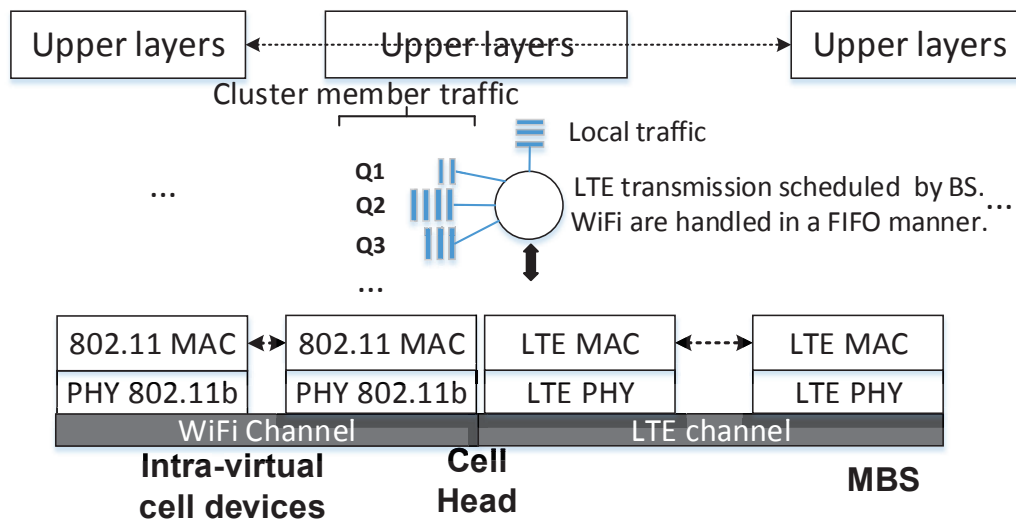 Upper layers
Upper layers
Upper layers
Cluster member traffic
Local traffic
Q1
Q2
Q3
...
...
LTE transmission scheduled by BS.
WiFi are handled in a FIFO manner.
...
802.11 MAC
802.11 MAC
LTE MAC
LTE MAC
PHY 802.11b
PHY 802.11b
LTE PHY
LTE PHY
WiFi Channel
LTE channel
Intra-virtual
cell devices
Cell
Head
MBS